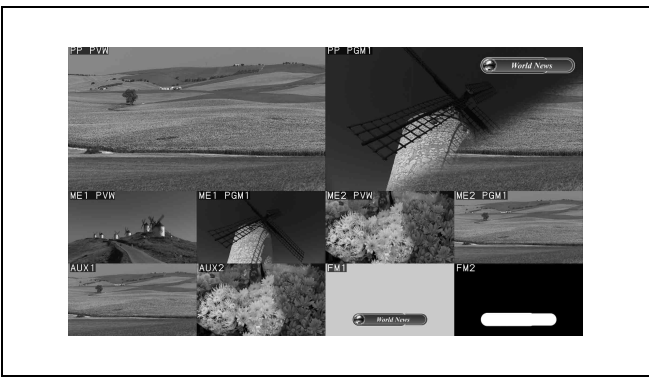 PP PVW
PP PGM1
World News
ME1 PVW
ME1 PGM1
ME2 PVW
ME2 PGM1
AUX1
AUX2
FM1
FM2
World News